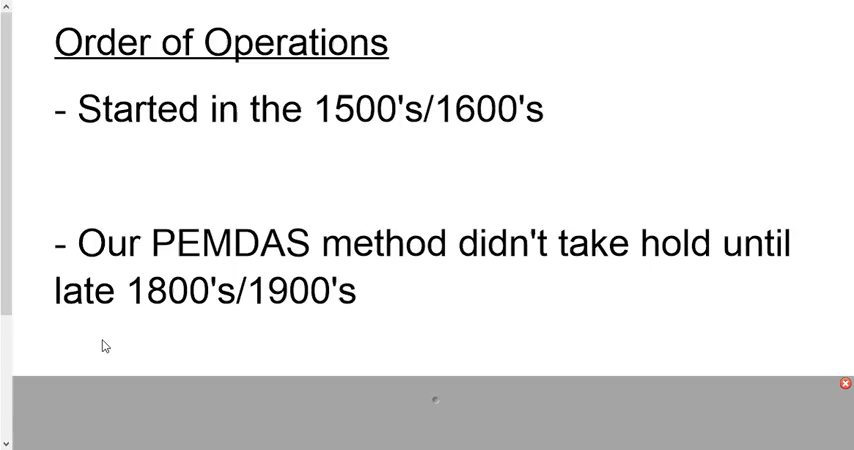 Order of Operations
- Started in the 1500's/1600's
- Our PEMDAS method didn't take hold until
late 1800's/1900's